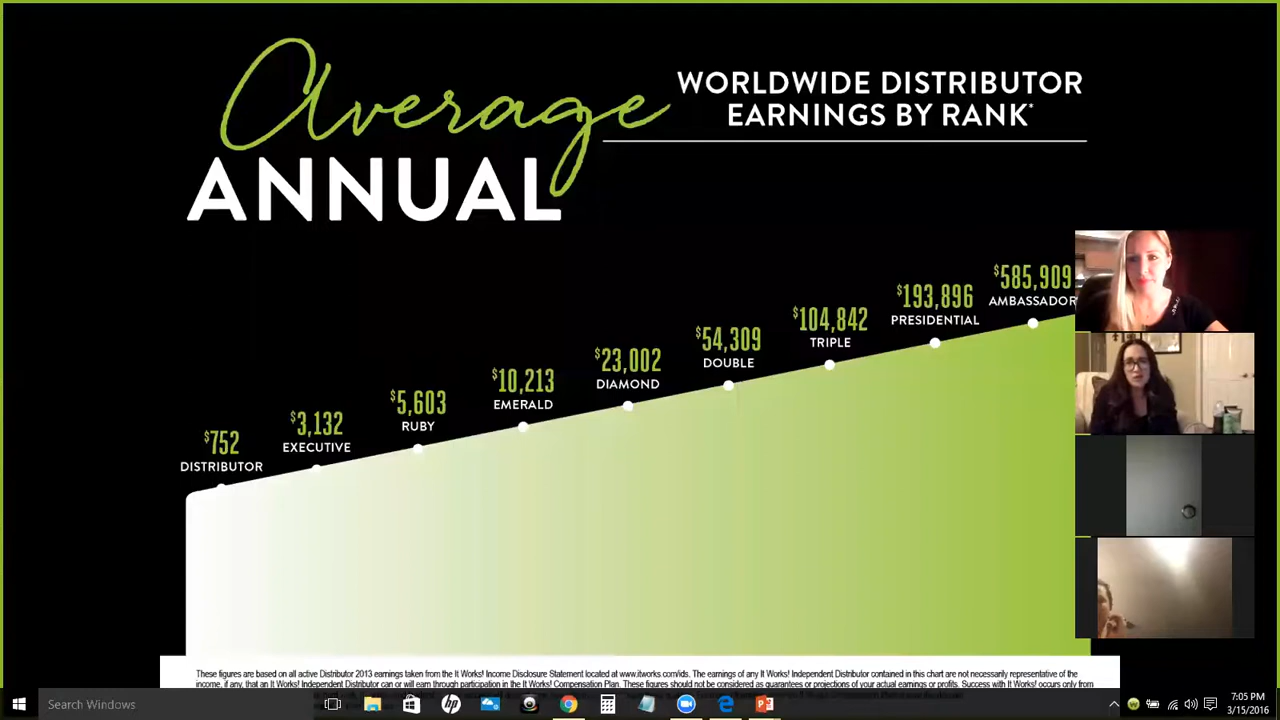 Average
ANNUAL
WORLDWIDE DISTRIBUTOR
EARNINGS BY RANK*
$752
DISTRIBUTOR
$3,132
EXECUTIVE
$5,603
RUBY
$10,213
EMERALD
$23,002
DIAMOND
$54,309
DOUBLE
$104,842
TRIPLE
$193,896
PRESIDENTIAL
$585,909
AMBASSADOR
These figures are based on all active Distributor 2013 earnings taken from the It Works! Income Disclosure Statement located at www.itworks.com/ids. The earnings of any It Works! Independent Distributor contained in this chart are not necessarily representative of the
income, if any, that an It Works! Independent Distributor can or will earn through participation in the It Works! Compensation Plan. These figures should not be considered as guarantees or projections of your actual earnings or profits. Success with It Works! occurs only from
Search Windows
7:05 PM
3/15/2016